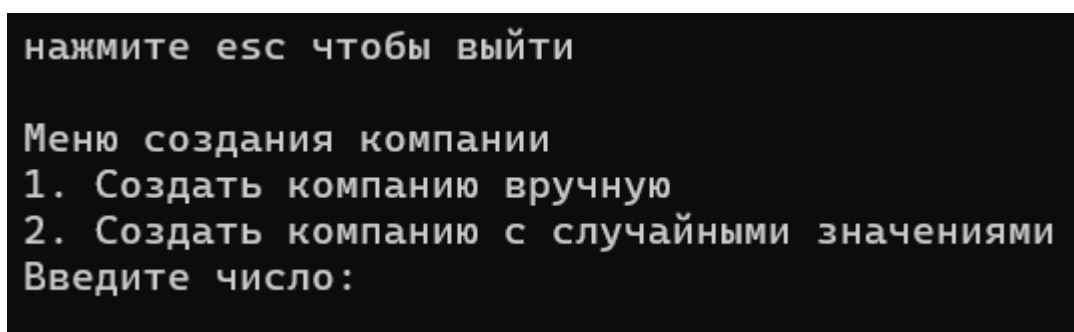 нажмите esc чтобы выйти
Меню создания компании
1. Создать компанию вручную
2. Создать компанию с случайными значениями
Введите число: